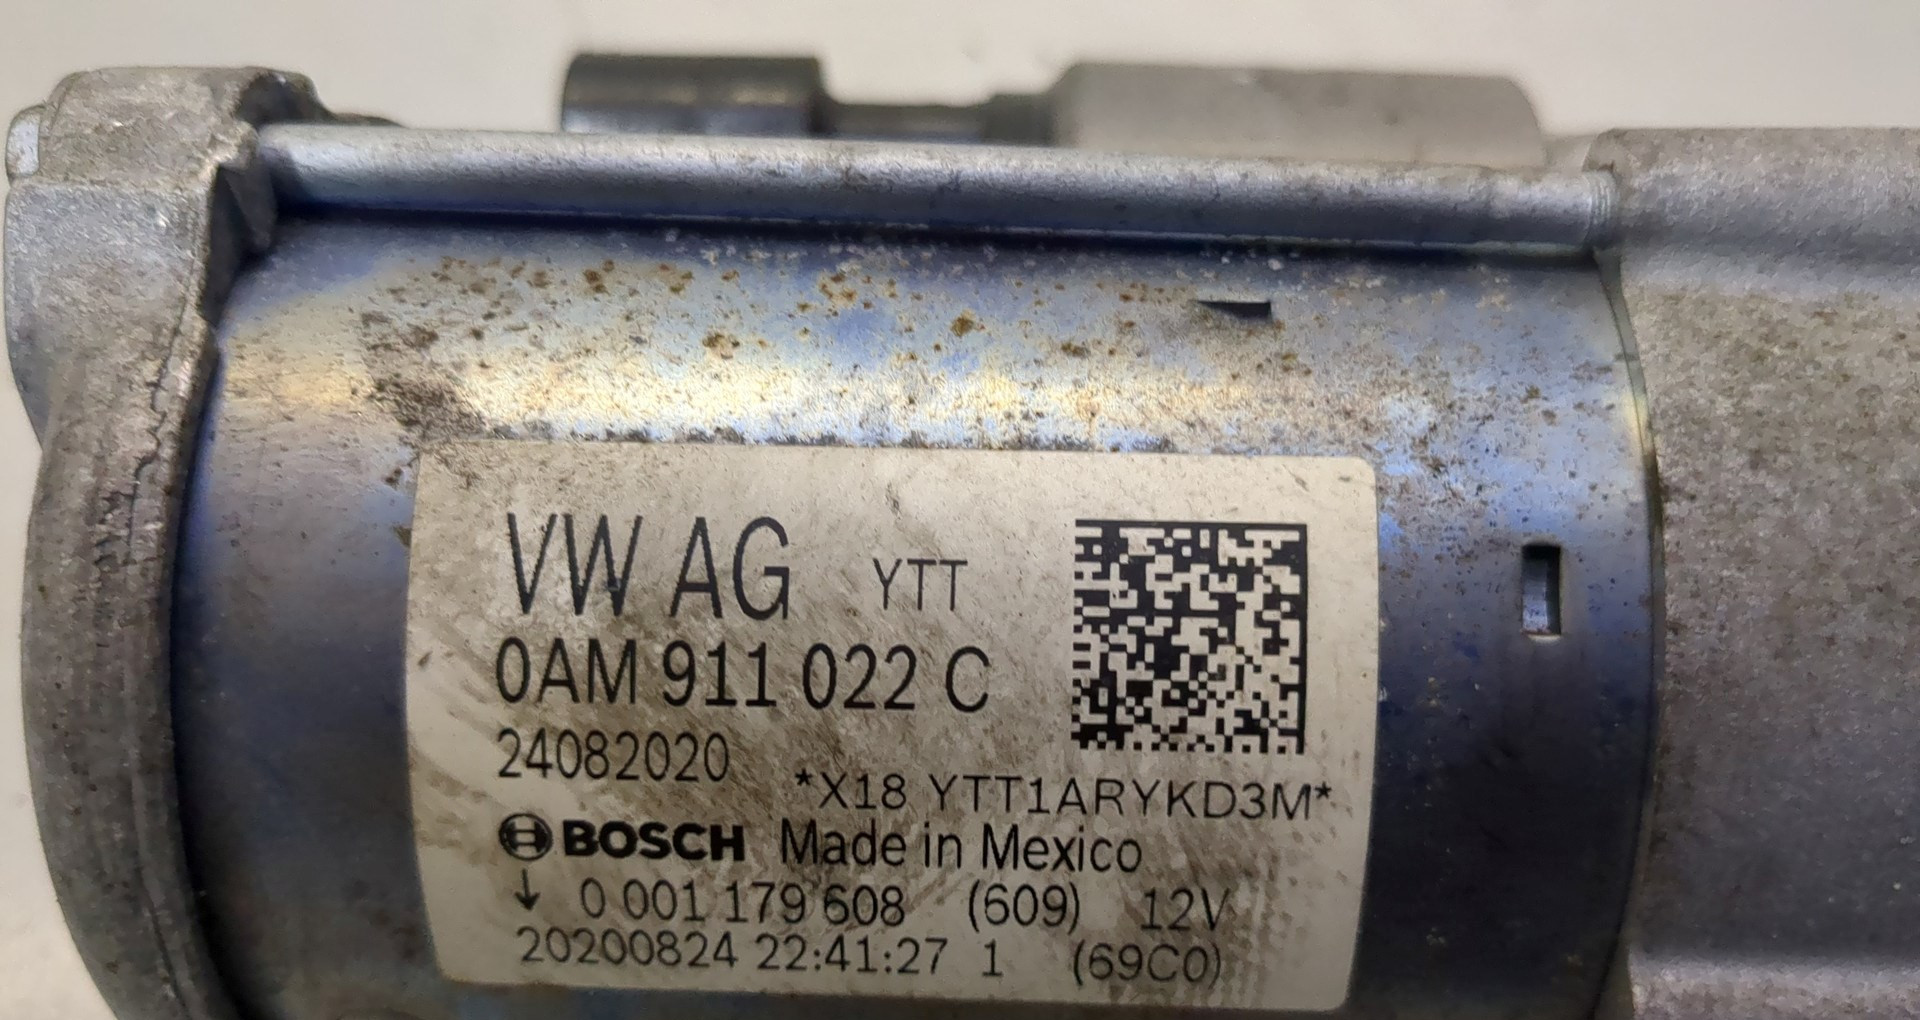 VW AG YTT
0AM 911 022 C
24082020
*X18 YTT1ARYKD3M*
BOSCH Made in Mexico
↓ 0 001 179 608 (609) 12V
20200824 22:41:27 1 (69C0)